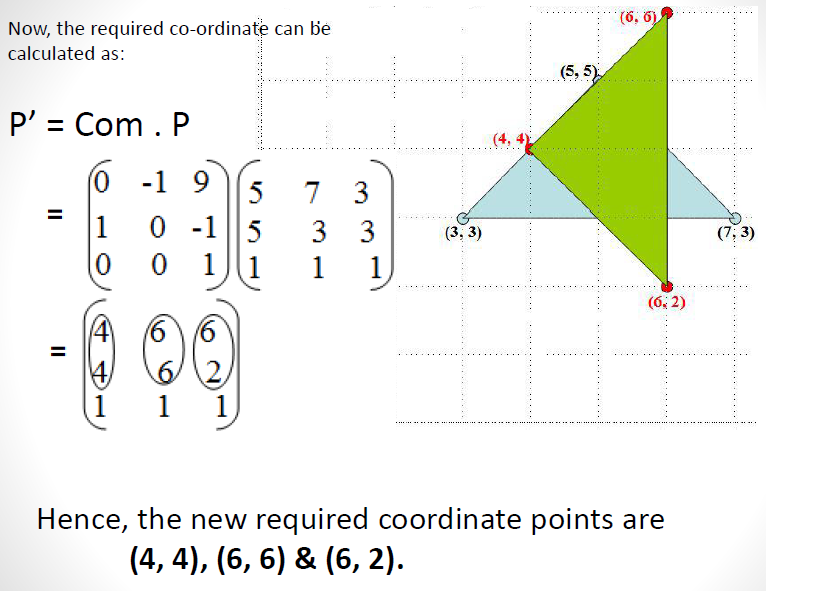 Now, the required co-ordinate can be
calculated as:
P’ = Com . P
= 0 -1 9 5 7 3
1 0 -1 5 3 3
0 0 1 1 1 1
= 4 6 6
4 6 2
1 1 1
(6, 6)
(5, 5)
(4, 4)
(3, 3)
(7, 3)
(6, 2)
Hence, the new required coordinate points are
(4, 4), (6, 6) & (6, 2).